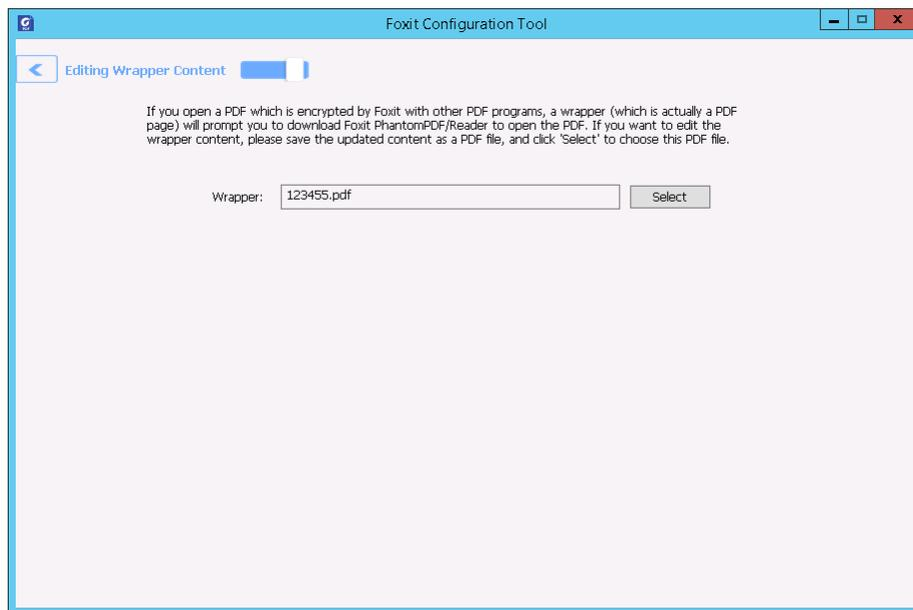 Foxit Configuration Tool
Editing Wrapper Content
If you open a PDF which is encrypted by Foxit with other PDF programs, a wrapper (which is actually a PDF
page) will prompt you to download Foxit PhantomPDF/Reader to open the PDF. If you want to edit the
wrapper content, please save the updated content as a PDF file, and click 'Select' to choose this PDF file.
Wrapper: 123455.pdf Select